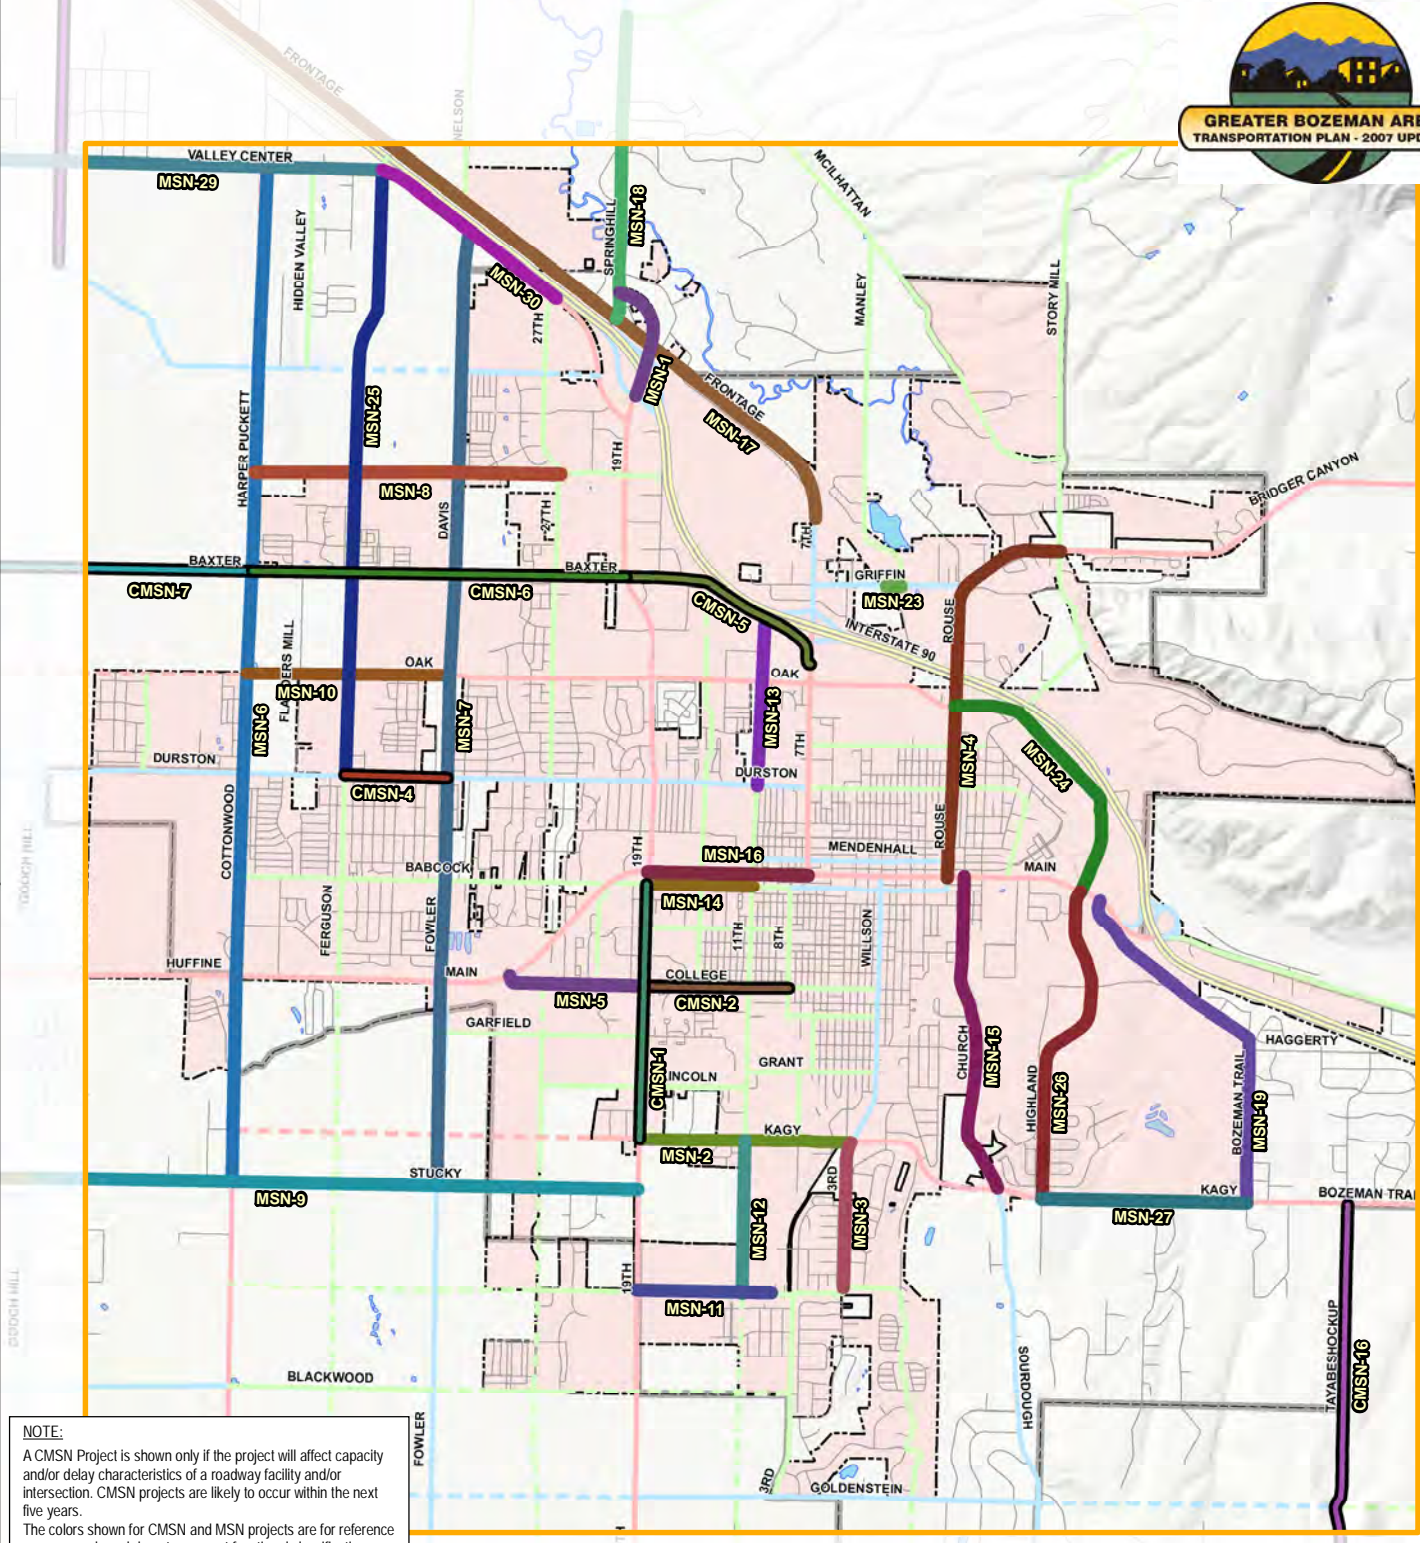 GREATER BOZEMAN ARE
TRANSPORTATION PLAN - 2007 UPD
FRONTAGE
NELSON
VALLEY CENTER
MSN-29
MCILHATTAN
MSN-18
SPRINGHILL
HIDDEN VALLEY
MSN-30
27TH
MANLEY
STORY MILL
MSN-1
FRONTAGE
MSN-17
MSN-25
HARPER PUCKETT
19TH
MSN-8
DAVIS
27TH
7TH
BRIDGER CANYON
BAXTER
BAXTER
CMSN-7
CMSN-6
CMSN-5
GRIFFIN
MSN-23
ROUSE
INTERSTATE 90
FLANDERS MILL
OAK
OAK
MSN-10
MSN-6
MSN-7
MSN-13
7TH
MSN-4
MSN-24
DURSTON
DURSTON
CMSN-4
COTTONWOOD
GOOCH HILL
19TH
MSN-16
MENDENHALL
ROUSE
MAIN
BABCOCK
MSN-14
FERGUSON
FOWLER
11TH
8TH
WILLSON
HUFFINE
MAIN
COLLEGE
MSN-5
CMSN-2
GARFIELD
CHURCH
MSN-15
HAGGERTY
CMSN-1
GRANT
LINCOLN
HIGHLAND
MSN-26
BOZEMAN TRAIL
MSN-19
KAGY
MSN-2
STUCKY
MSN-9
3RD
MSN-12
MSN-3
KAGY
BOZEMAN TRAI
MSN-27
19TH
MSN-11
GOOCH HILL
TAYABESHOCKUP
CMSN-16
SOURDOUGH
BLACKWOOD
FOWLER
3RD
GOLDENSTEIN
NOTE:
A CMSN Project is shown only if the project will affect capacity
and/or delay characteristics of a roadway facility and/or
intersection. CMSN projects are likely to occur within the next
five years.
The colors shown for CMSN and MSN projects are for reference